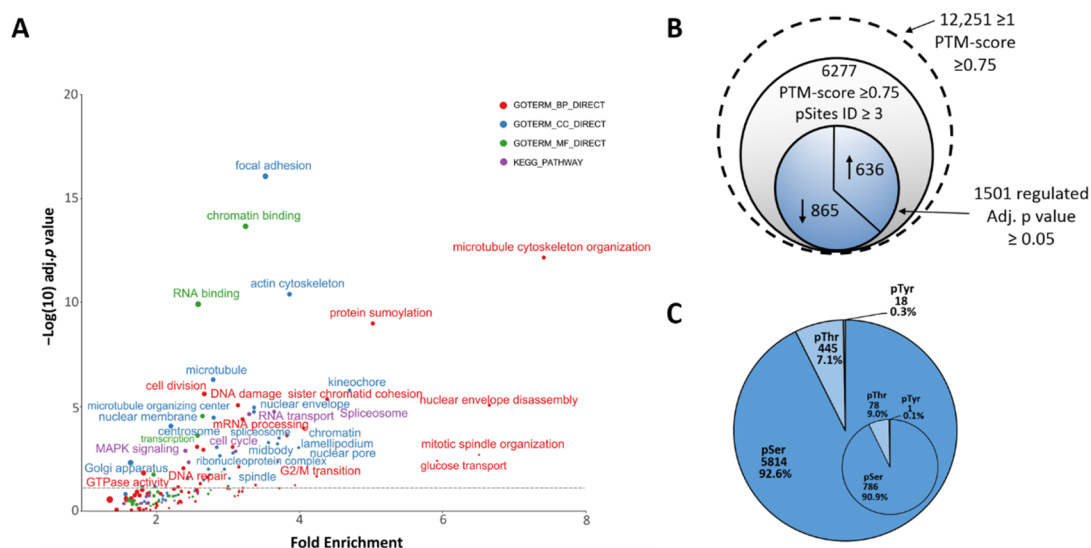 A
−Log(10) adj.p value
20
15
10
5
0
2
4
6
8
Fold Enrichment
GOTERM_BP_DIRECT
GOTERM_CC_DIRECT
GOTERM_MF_DIRECT
KEGG_PATHWAY
focal adhesion
chromatin binding
microtubule cytoskeleton organization
actin cytoskeleton
RNA binding
protein sumoylation
microtubule
kineochore
cell division
DNA damage
sister chromatid cohesion
nuclear envelope disassembly
microtubule organizing center
nuclear envelope
nuclear membrane
RNA transport
Spliceosome
centrosome
mRNA processing
transcription
spliceosome
chromatin
cell cycle
lamellipodium
mitotic spindle organization
MAPK signaling
midbody
nuclear pore
ribonucleoprotein complex
Golgi apparatus
G2/M transition
glucose transport
DNA repair
spindle
GTPase activity
B
12,251 ≥1
PTM-score
≥0.75
6277
PTM-score ≥0.75
pSites ID ≥ 3
↑ 636
↓ 865
1501 regulated
Adj. p value
≥ 0.05
C
pTyr
18
0.3%
pThr
445
7.1%
pThr
78
9.0%
pTyr
1
0.1%
pSer
5814
92.6%
pSer
786
90.9%